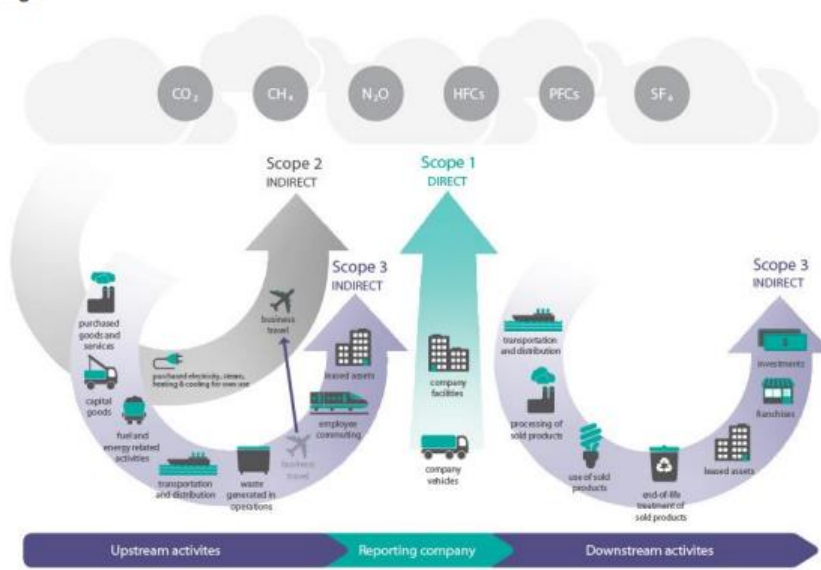 CO₂
CH₄
N₂O
HFCs
PFCs
SF₆
Scope 2
INDIRECT
Scope 1
DIRECT
Scope 3
INDIRECT
Scope 3
INDIRECT
purchased
goods and
services
capital
goods
fuel and
energy related
activities
transportation
and distribution
waste
generated in
operations
business
travel
purchased electricity, steam,
heating & cooling for own use
business
travel
employee
commuting
leased assets
company
facilities
company
vehicles
transportation
and distribution
processing of
sold products
use of sold
products
end-of-life
treatment of
sold products
leased assets
franchises
investments
Upstream activites
Reporting company
Downstream activites